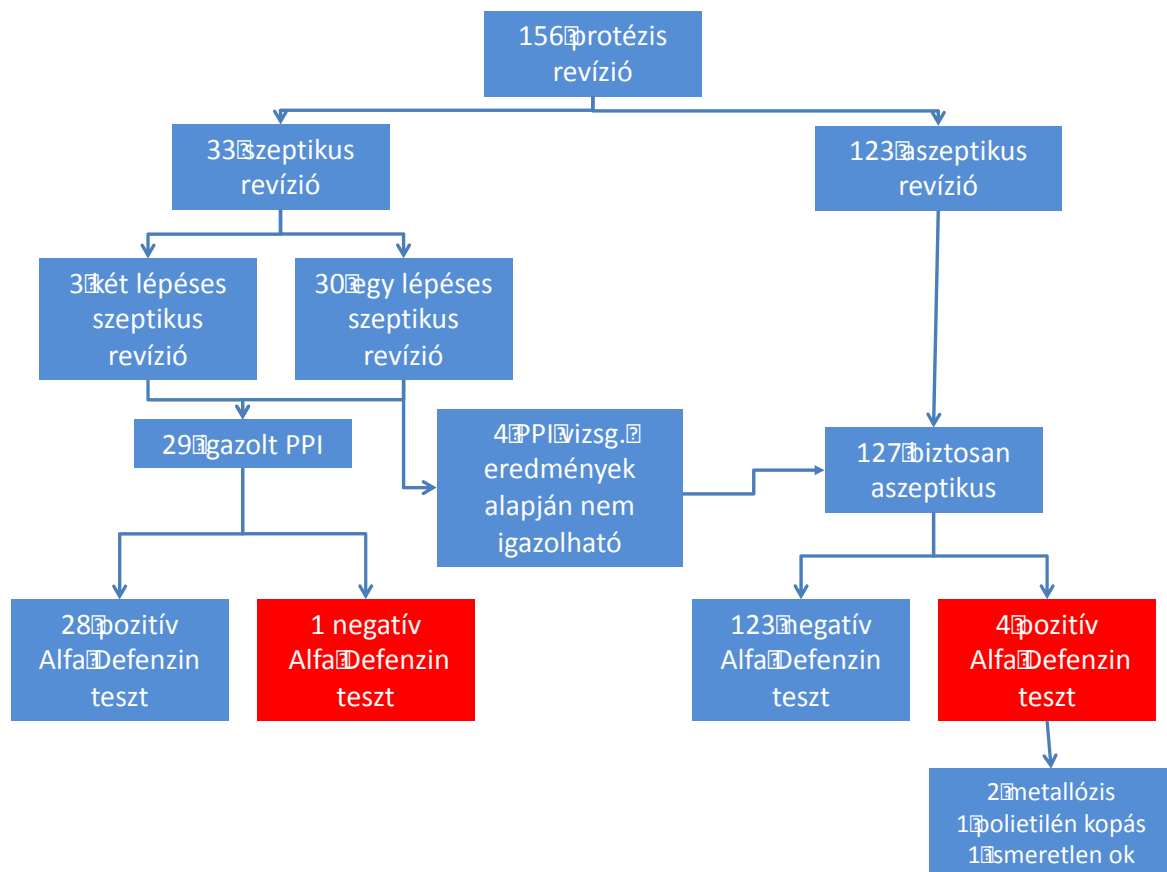 156 protézis
revízió
33 szeptikus
revízió
123 aszeptikus
revízió
3 két lépéses
szeptikus
revízió
30 egy lépéses
szeptikus
revízió
29 igazolt PPI
4 PPI vizsg.
eredmények
alapján nem
igazolható
127 biztosan
aszeptikus
28 pozitív
Alfa Defenzin
teszt
1 negatív
Alfa Defenzin
teszt
123 negatív
Alfa Defenzin
teszt
4 pozitív
Alfa Defenzin
teszt
2 metallózis
1 polietilén kopás
1 ismeretlen ok